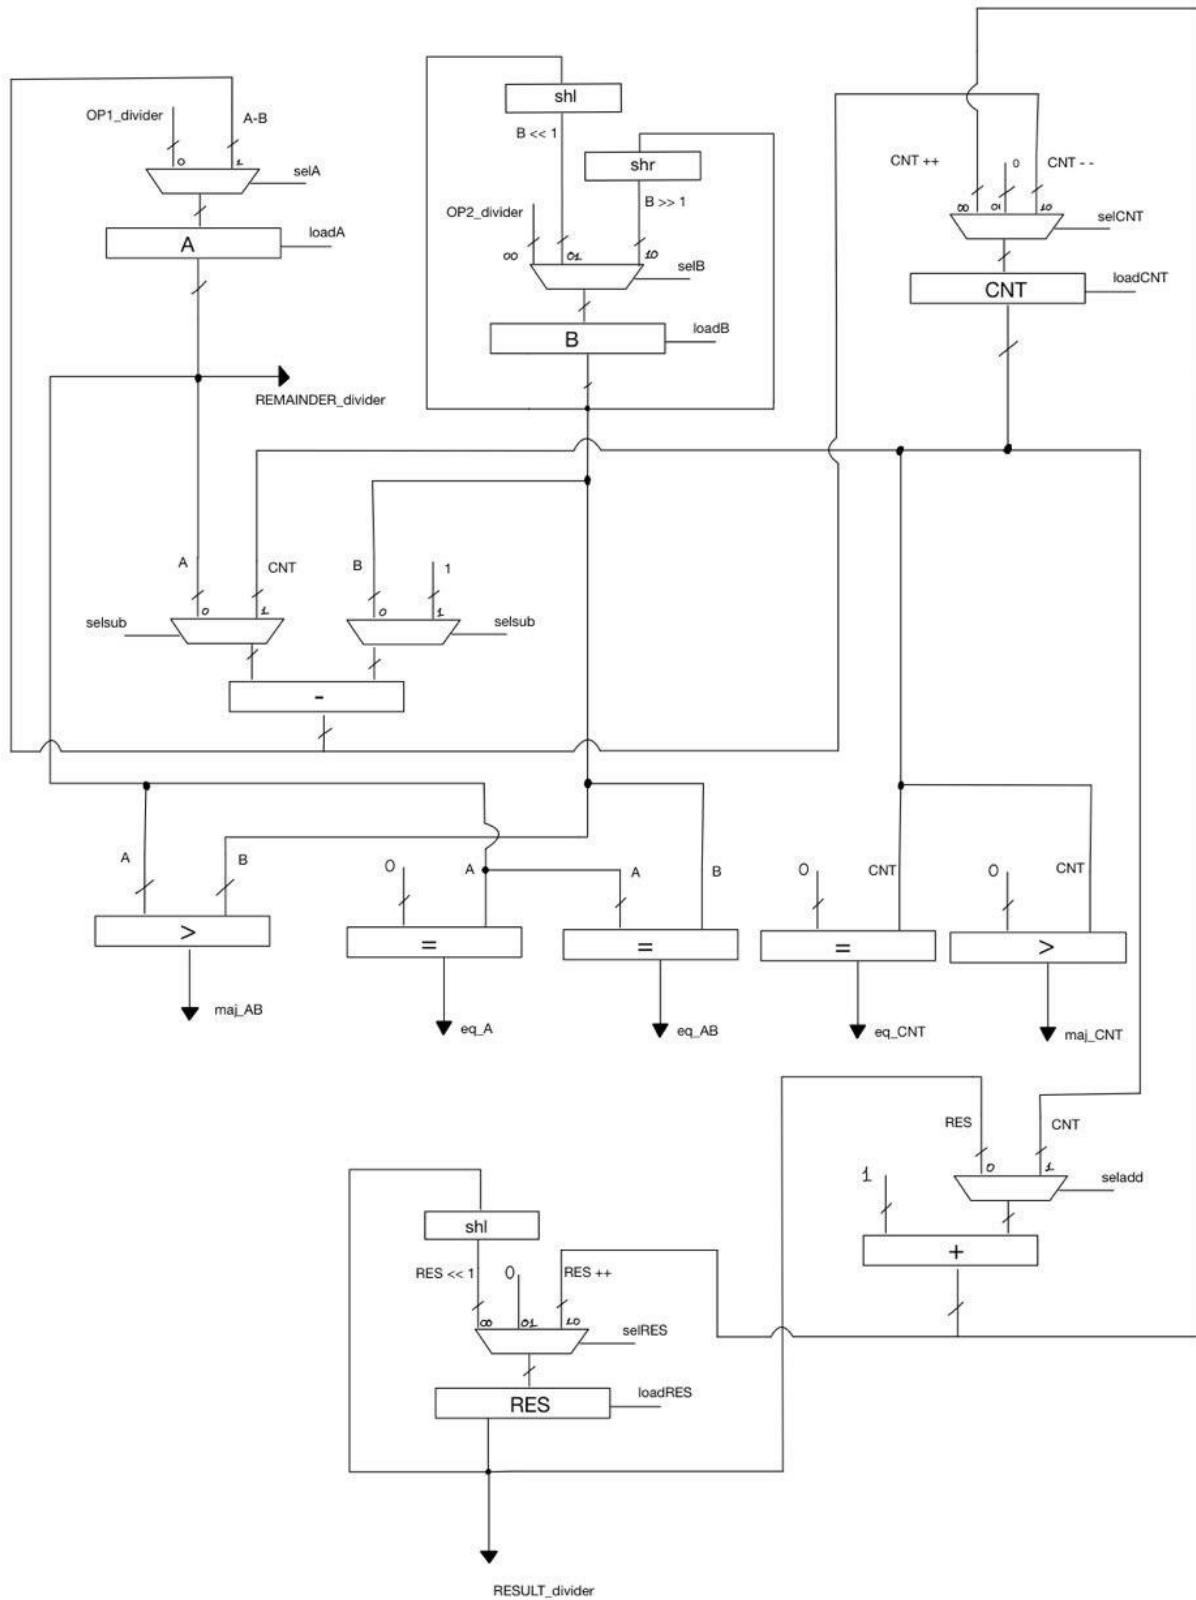 shl
OP1_divider
A-B
B << 1
shr
CNT ++
0
CNT - -
0
1
selA
OP2_divider
B >> 1
00
01
10
selCNT
A
loadA
00
01
10
selB
CNT
loadCNT
B
loadB
REMAINDER_divider
A
CNT
B
1
0
1
0
1
selsub
selsub
-
A
B
0
A
A
B
0
CNT
0
CNT
>
=
=
=
>
maj_AB
eq_A
eq_AB
eq_CNT
maj_CNT
RES
CNT
1
0
1
seladd
shl
+
RES << 1
0
RES ++
00
01
10
selRES
RES
loadRES
RESULT_divider